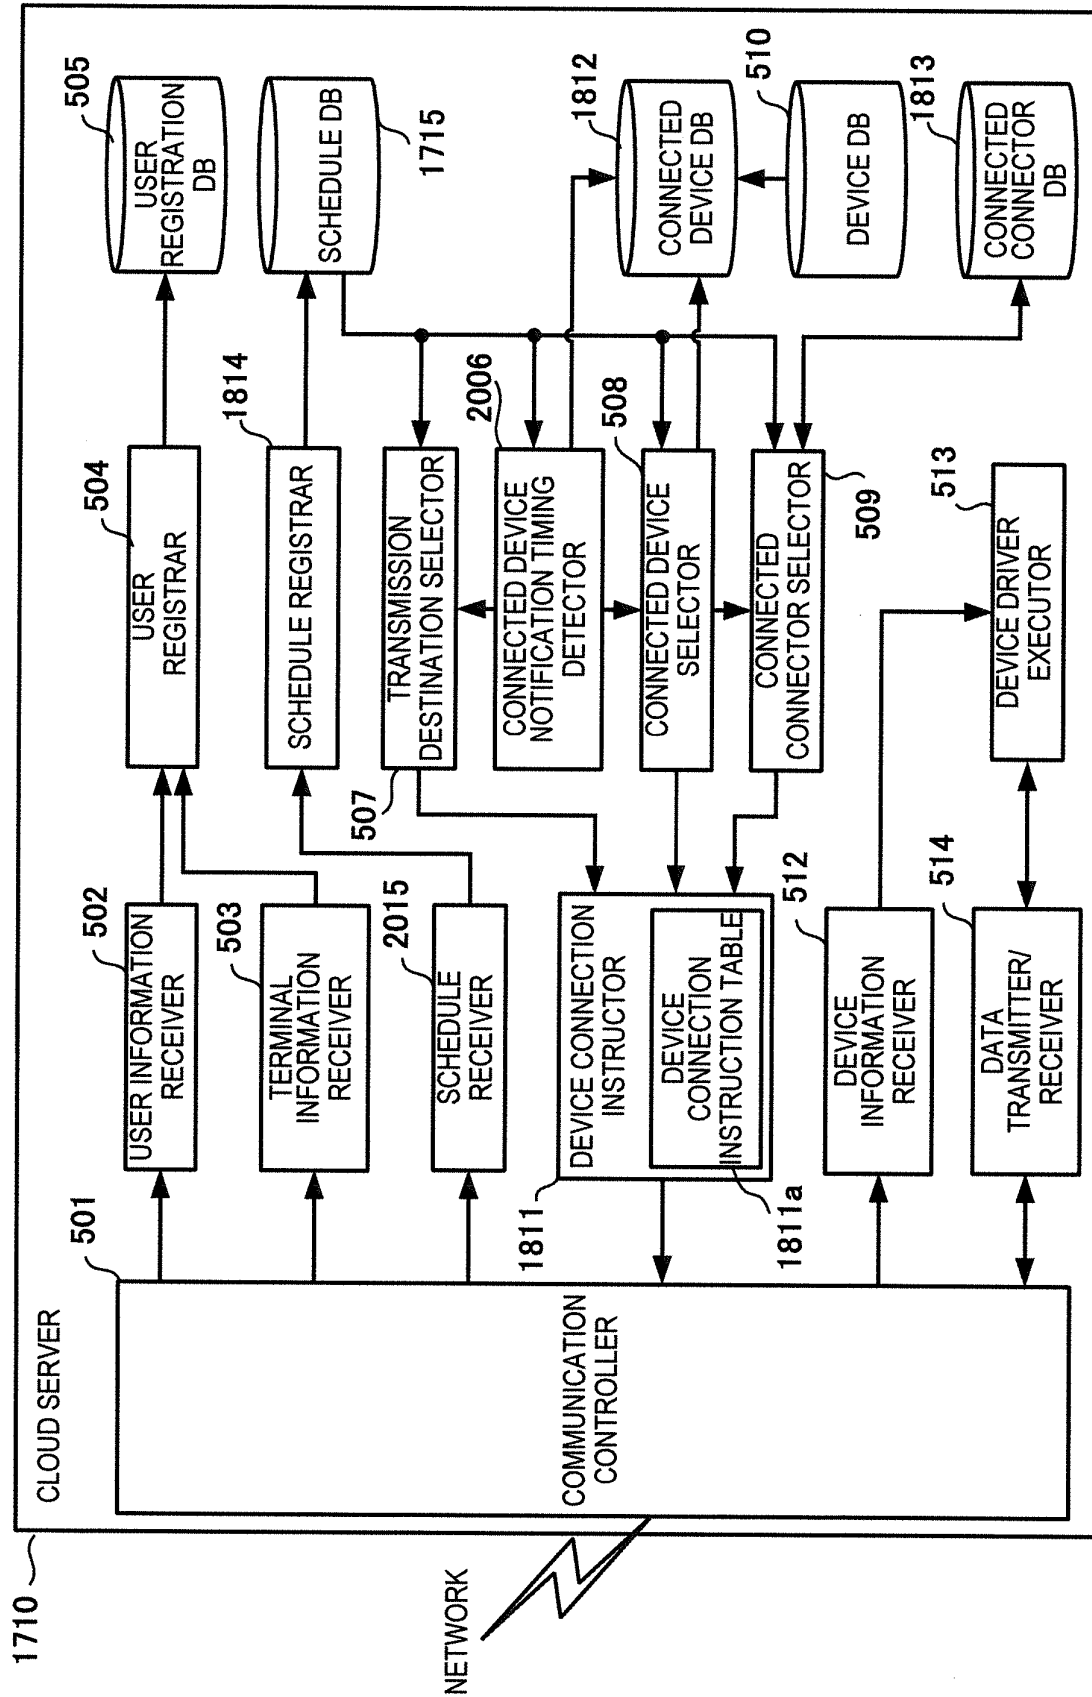 1710
CLOUD SERVER
NETWORK
501
COMMUNICATION
CONTROLLER
502
USER INFORMATION
RECEIVER
504
USER
REGISTRAR
505
USER
REGISTRATION
DB
503
TERMINAL
INFORMATION
RECEIVER
1814
SCHEDULE REGISTRAR
SCHEDULE DB
1715
2015
SCHEDULE
RECEIVER
507
TRANSMISSION
DESTINATION SELECTOR
2006
CONNECTED DEVICE
NOTIFICATION TIMING
DETECTOR
1811
DEVICE CONNECTION
INSTRUCTOR
DEVICE
CONNECTION
INSTRUCTION TABLE
1811a
508
CONNECTED DEVICE
SELECTOR
1812
CONNECTED
DEVICE DB
509
CONNECTED
CONNECTOR SELECTOR
510
DEVICE DB
512
DEVICE
INFORMATION
RECEIVER
513
DEVICE DRIVER
EXECUTOR
1813
CONNECTED
CONNECTOR
DB
514
DATA
TRANSMITTER/
RECEIVER